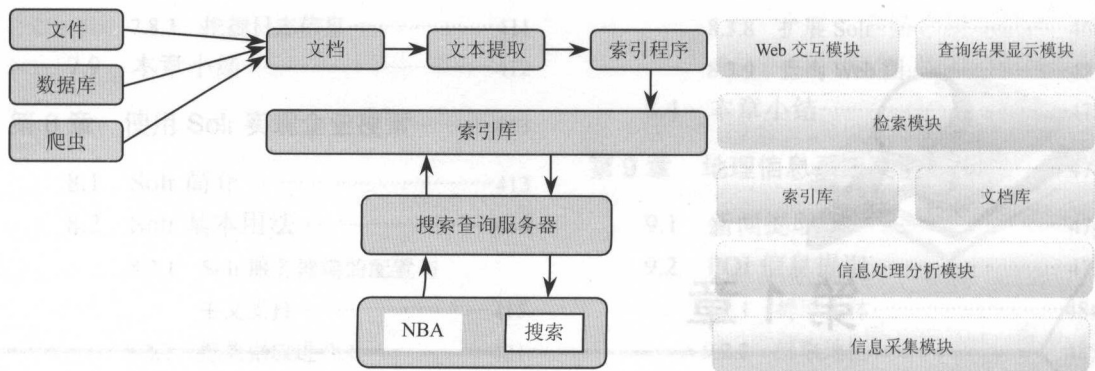 文件
数据库
爬虫
文档
文本提取
索引程序
索引库
搜索查询服务器
NBA
搜索
Web 交互模块
查询结果显示模块
检索模块
索引库
文档库
信息处理分析模块
信息采集模块
第1章